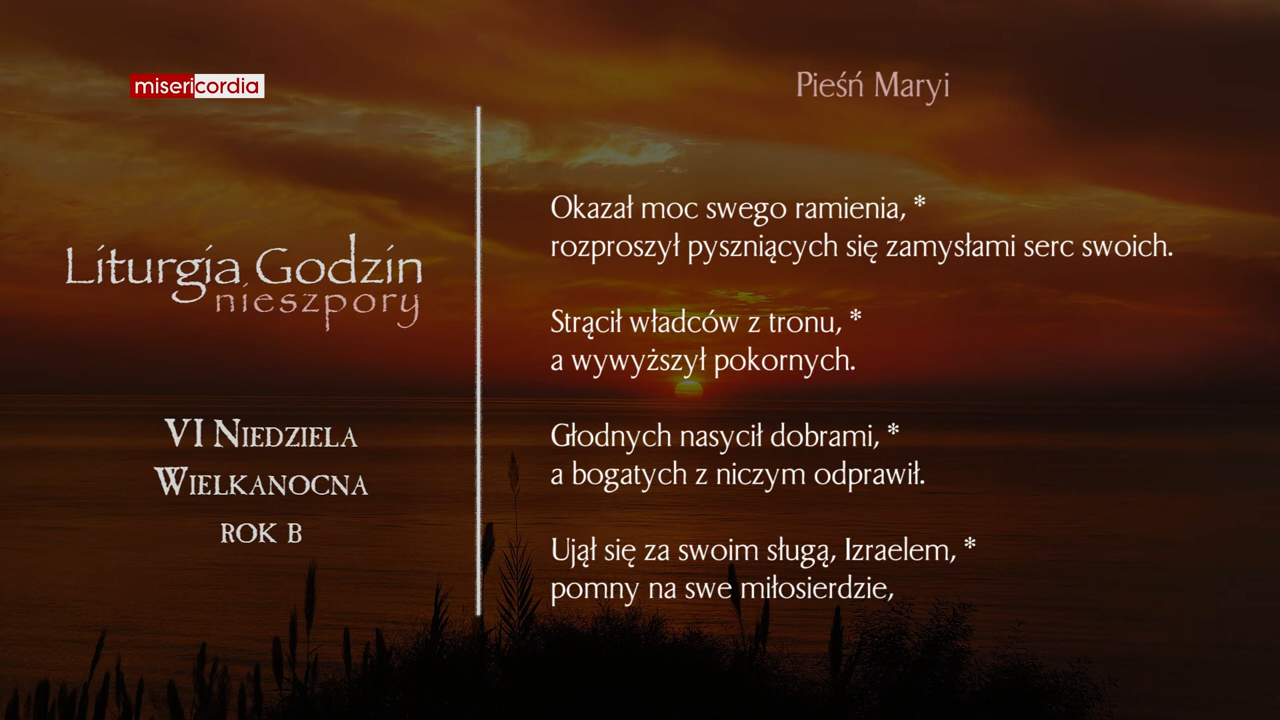 misericordia
Liturgia Godzin
nieszpory
VI Niedziela
Wielkanocna
rok B
Pieśń Maryi
Okazał moc swego ramienia, *
rozproszył pyszniących się zamysłami serc swoich.
Strącił władców z tronu, *
a wywyższył pokornych.
Głodnych nasycił dobrami, *
a bogatych z niczym odprawił.
Ujął się za swoim sługą, Izraelem, *
pomny na swe miłosierdzie,